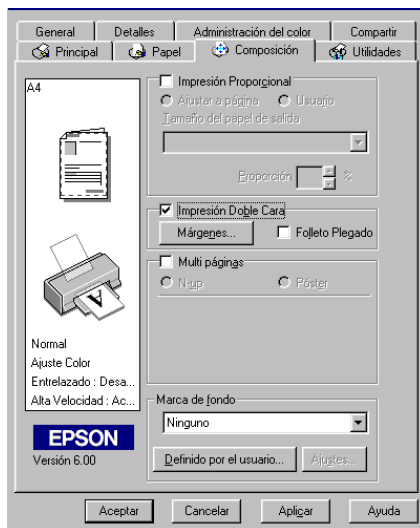 General Detalles Administración del color Compartir
Principal Papel Composición Utilidades
A4
Impresión Proporcional
Ajustar a página Usuario
Tamaño del papel de salida
Proporción %
Impresión Doble Cara
Márgenes... Folleto Plegado
Multi páginas
N-up Póster
Normal
Ajuste Color
Entrelazado : Desa...
Alta Velocidad : Ac...
Marca de fondo
Ninguno
EPSON
Versión 6.00
Definido por el usuario... Ajustes...
Aceptar Cancelar Aplicar Ayuda